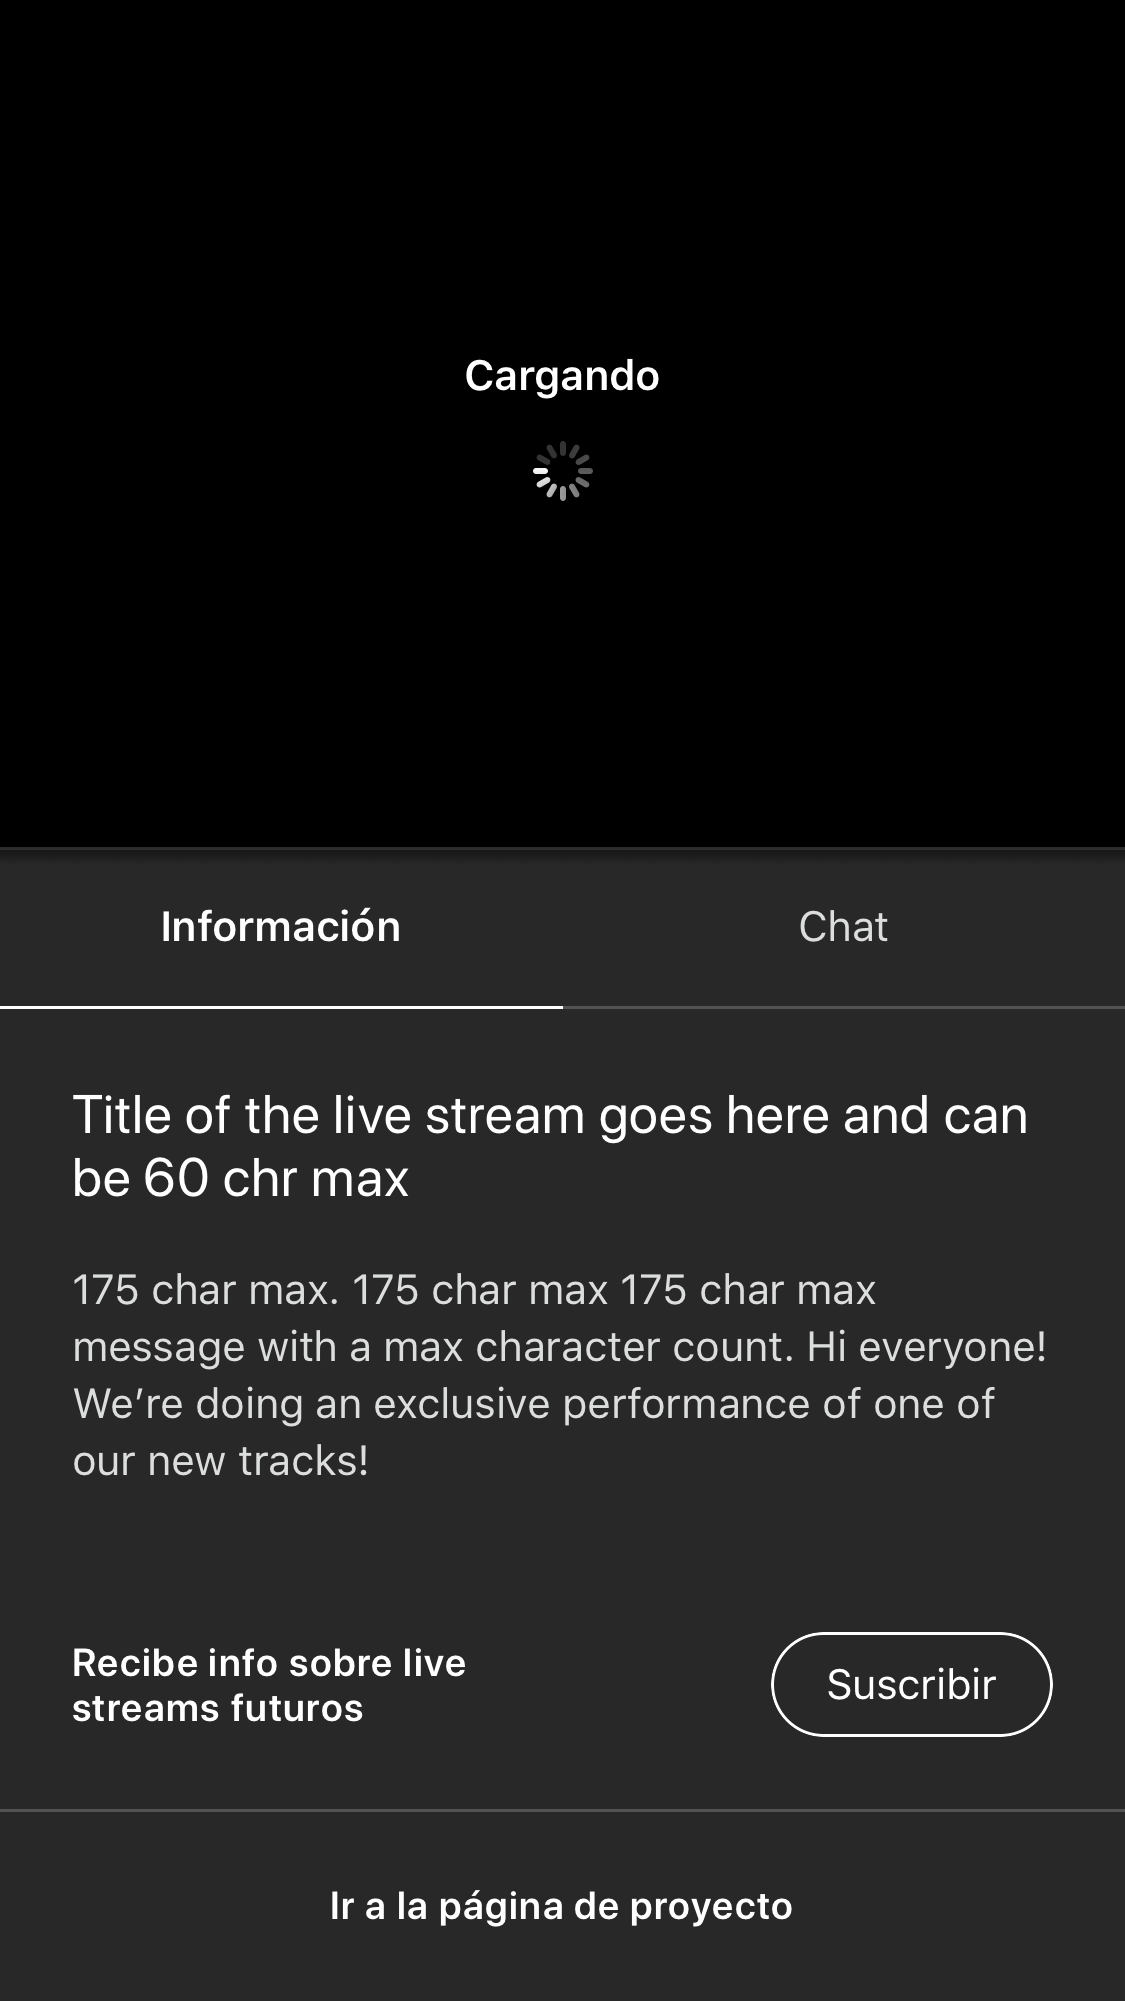 Cargando
Información
Chat
Title of the live stream goes here and can
be 60 chr max
175 char max. 175 char max 175 char max
message with a max character count. Hi everyone!
We’re doing an exclusive performance of one of
our new tracks!
Recibe info sobre live
streams futuros
Suscribir
Ir a la página de proyecto